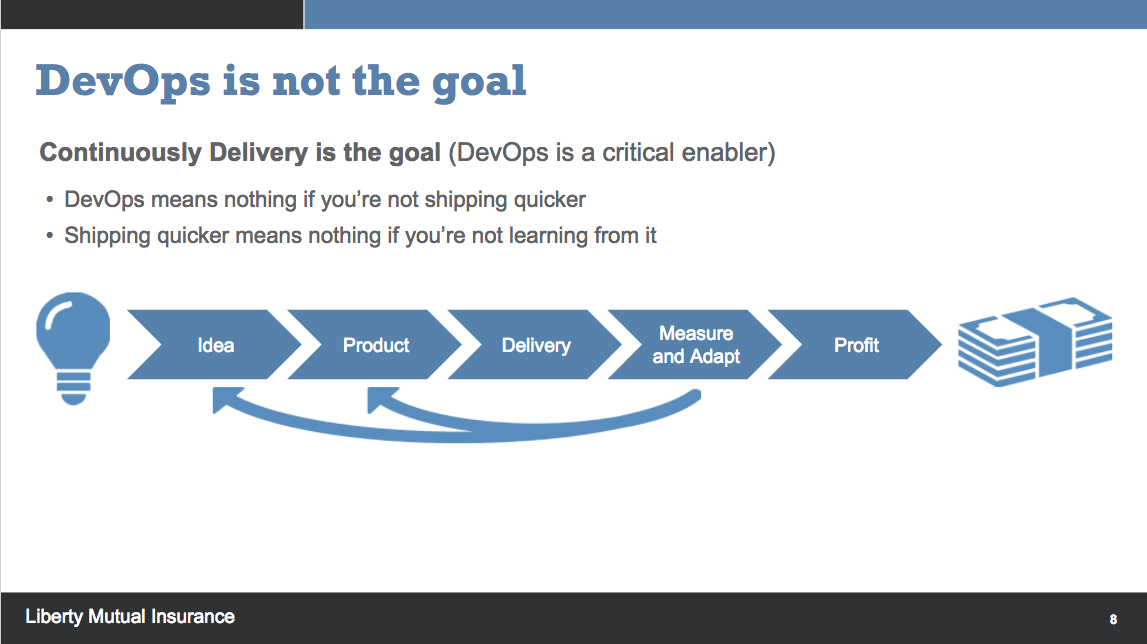 DevOps is not the goal
Continuously Delivery is the goal (DevOps is a critical enabler)
• DevOps means nothing if you’re not shipping quicker
• Shipping quicker means nothing if you’re not learning from it
Idea
Product
Delivery
Measure
and Adapt
Profit
Liberty Mutual Insurance
8